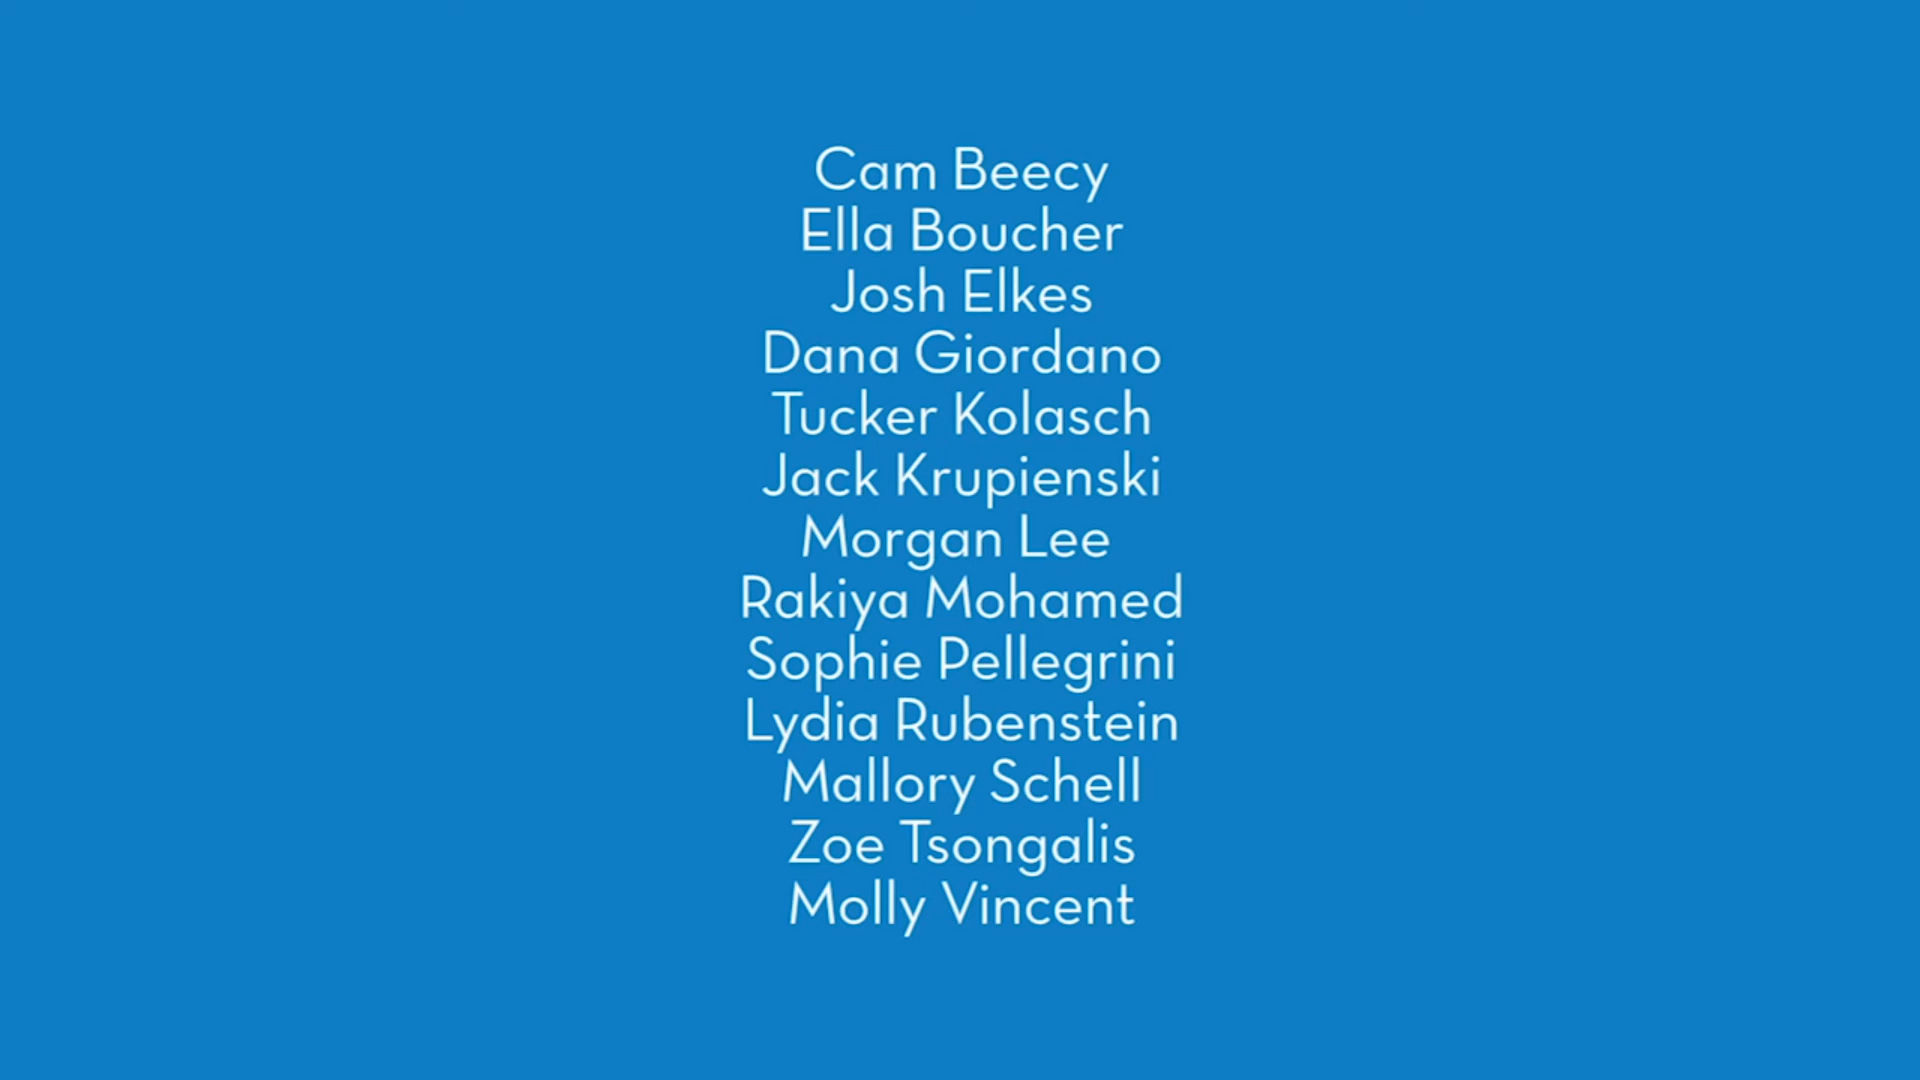 Cam Beecy
Ella Boucher
Josh Elkes
Dana Giordano
Tucker Kolasch
Jack Krupienski
Morgan Lee
Rakiya Mohamed
Sophie Pellegrini
Lydia Rubenstein
Mallory Schell
Zoe Tsongalis
Molly Vincent